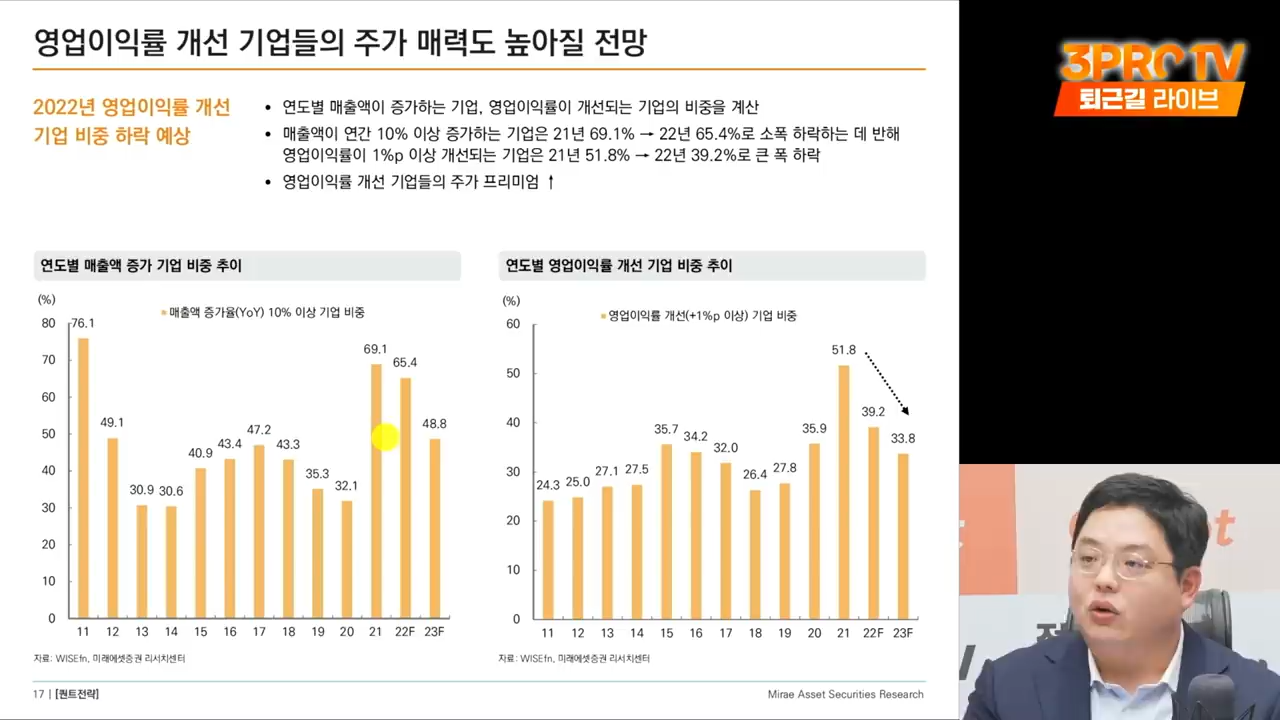 영업이익률 개선 기업들의 주가 매력도 높아질 전망
2022년 영업이익률 개선
기업 비중 하락 예상
• 연도별 매출액이 증가하는 기업, 영업이익률이 개선되는 기업의 비중을 계산
• 매출액이 연간 10% 이상 증가하는 기업은 21년 69.1% → 22년 65.4%로 소폭 하락하는 데 반해
영업이익률이 1%p 이상 개선되는 기업은 21년 51.8% → 22년 39.2%로 큰 폭 하락
• 영업이익률 개선 기업들의 주가 프리미엄 ↑
연도별 매출액 증가 기업 비중 추이
(%)
매출액 증가율(YoY) 10% 이상 기업 비중
80
70
60
50
40
30
20
10
0
76.1
49.1
30.9
30.6
40.9
43.4
47.2
43.3
35.3
32.1
69.1
65.4
48.8
11 12 13 14 15 16 17 18 19 20 21 22F 23F
자료: WISEfn, 미래에셋증권 리서치센터
연도별 영업이익률 개선 기업 비중 추이
(%)
영업이익률 개선(+1%p 이상) 기업 비중
60
50
40
30
20
10
0
24.3
25.0
27.1
27.5
35.7
34.2
32.0
26.4
27.8
35.9
51.8
39.2
33.8
11 12 13 14 15 16 17 18 19 20 21 22F 23F
자료: WISEfn, 미래에셋증권 리서치센터
17 | [퀀트전략]
Mirae Asset Securities Research
3PRO TV
퇴근길 라이브